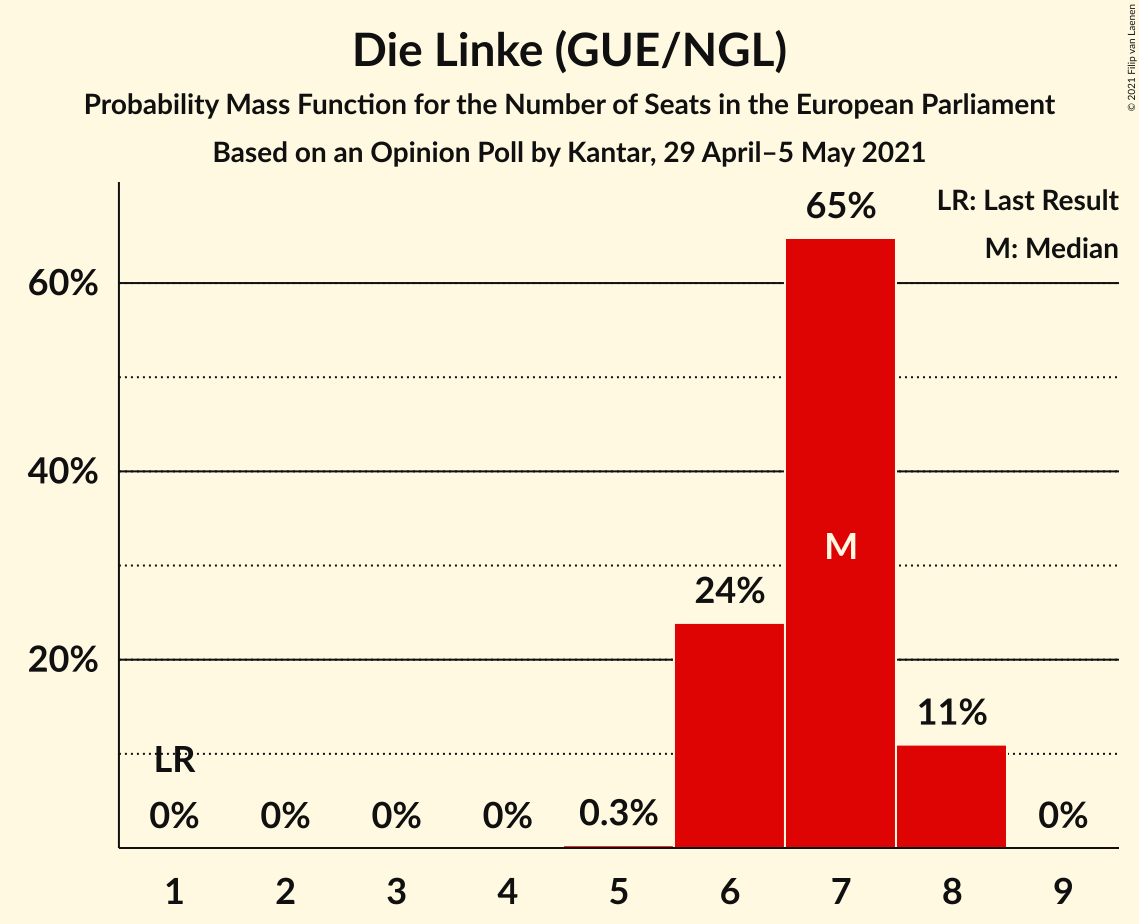 Die Linke (GUE/NGL)
Probability Mass Function for the Number of Seats in the European Parliament
Based on an Opinion Poll by Kantar, 29 April–5 May 2021
© 2021 Filip van Laenen
LR: Last Result
M: Median
65%
60%
40%
M
24%
20%
11%
LR
0%
0%
0%
0%
0.3%
0%
1 2 3 4 5 6 7 8 9